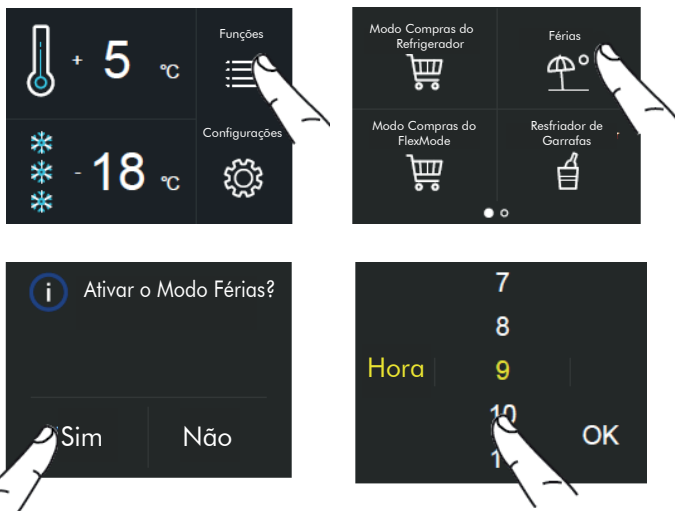 Funções
+ 5 °C
Configurações
- 18 °C
Modo Compras do
Refrigerador
Férias
Modo Compras do
FlexMode
Resfriador de
Garrafas
i Ativar o Modo Férias?
Sim Não
7
8
Hora 9
10
OK
1